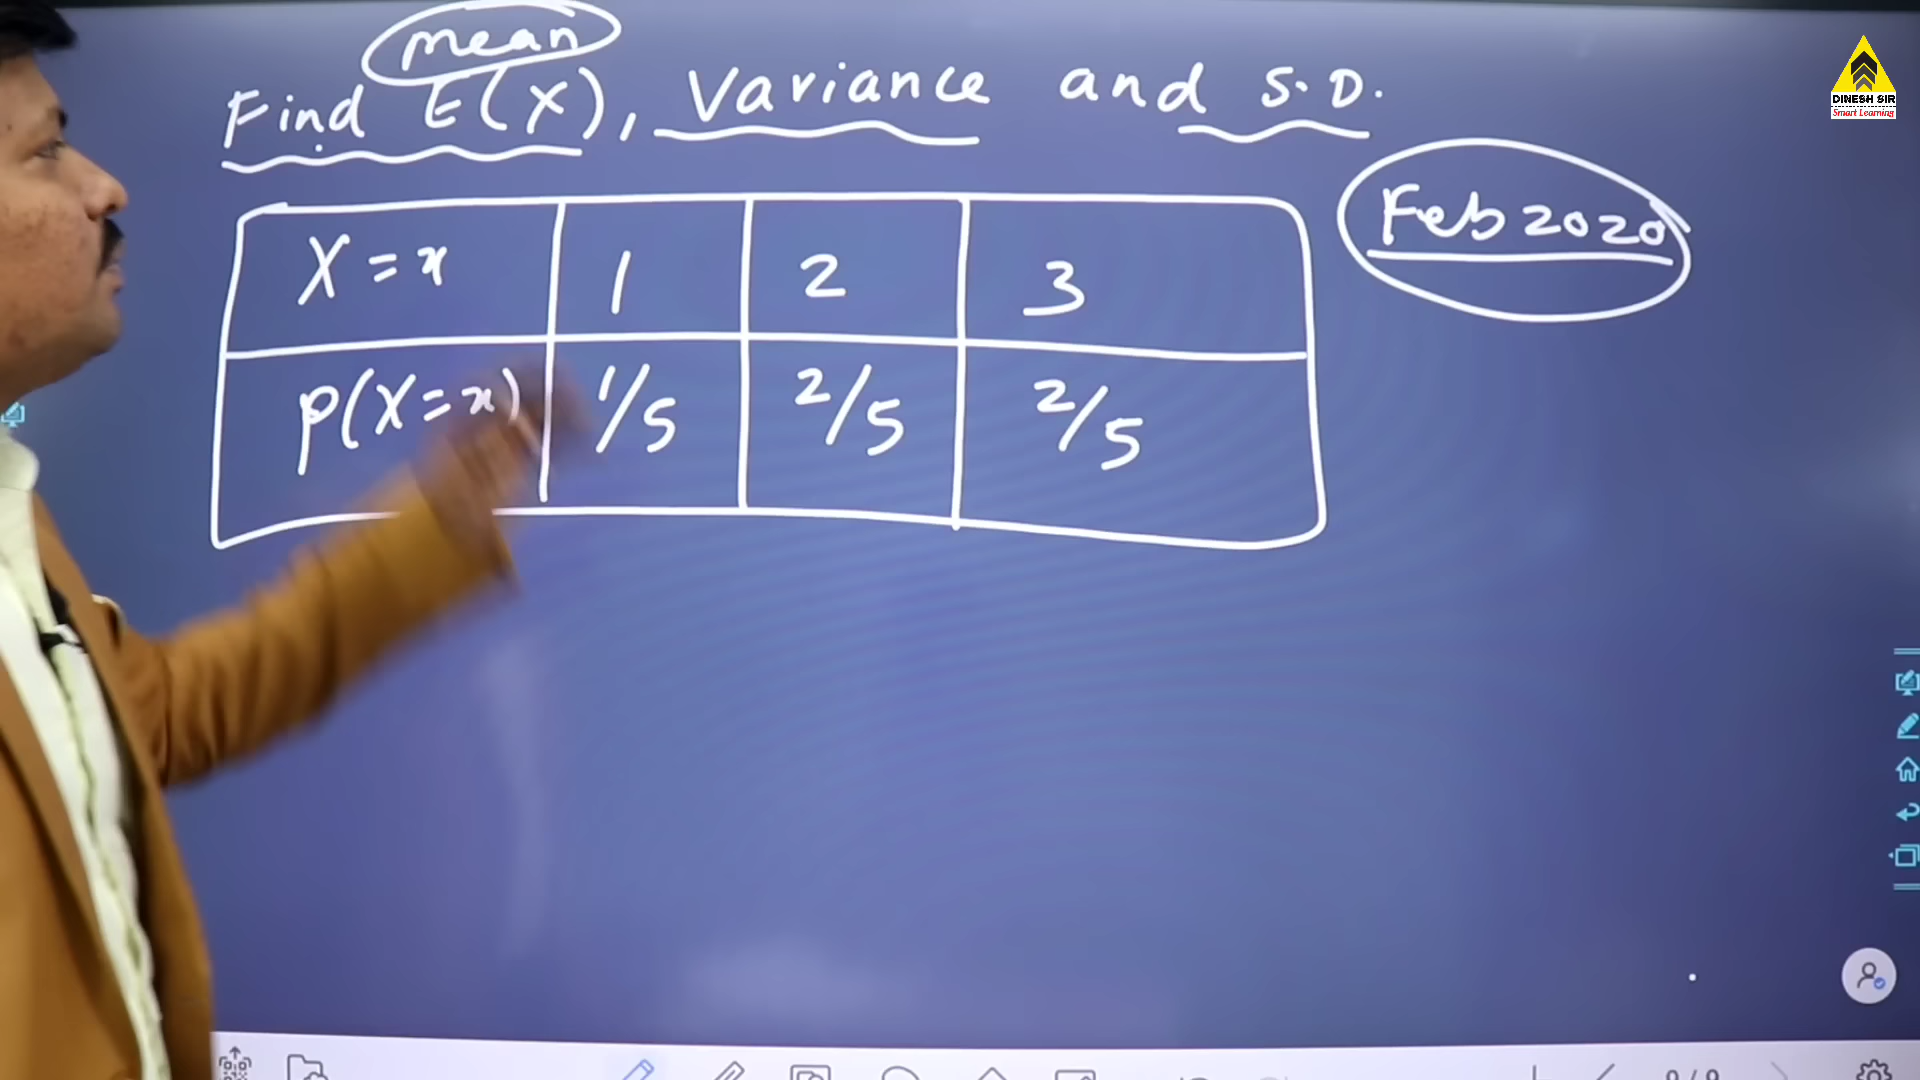 mean
Find E(X), Variance and S.D.
Feb 2020
X = x 1 2 3
P(X=x) 1/5 2/5 2/5
DINESH SIR
Smart Learning